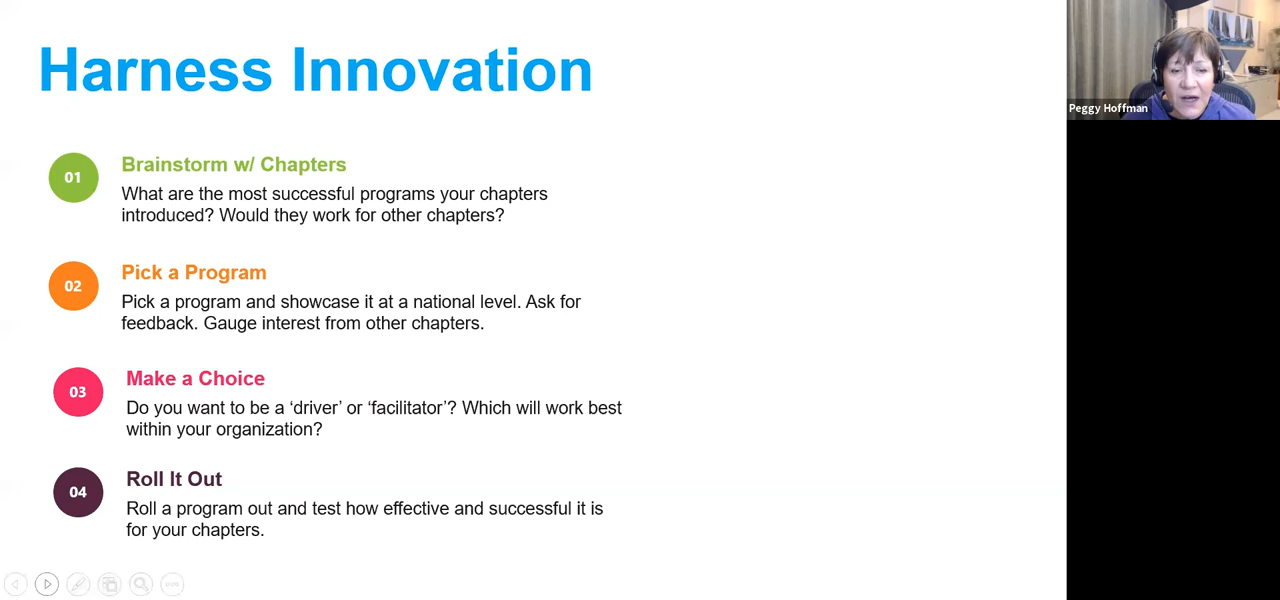 Harness Innovation
Peggy Hoffman
01
Brainstorm w/ Chapters
What are the most successful programs your chapters
introduced? Would they work for other chapters?
02
Pick a Program
Pick a program and showcase it at a national level. Ask for
feedback. Gauge interest from other chapters.
03
Make a Choice
Do you want to be a ‘driver’ or ‘facilitator’? Which will work best
within your organization?
04
Roll It Out
Roll a program out and test how effective and successful it is
for your chapters.